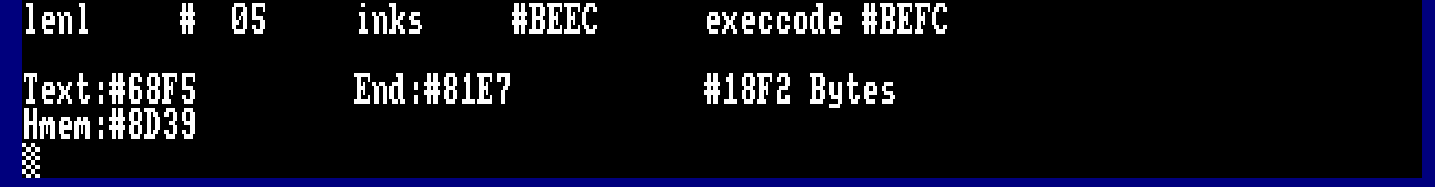 lenl # 05 inks #BEEC execcode #BEFC
Text:#68F5 End:#81E7 #18F2 Bytes
Hmem:#8D39